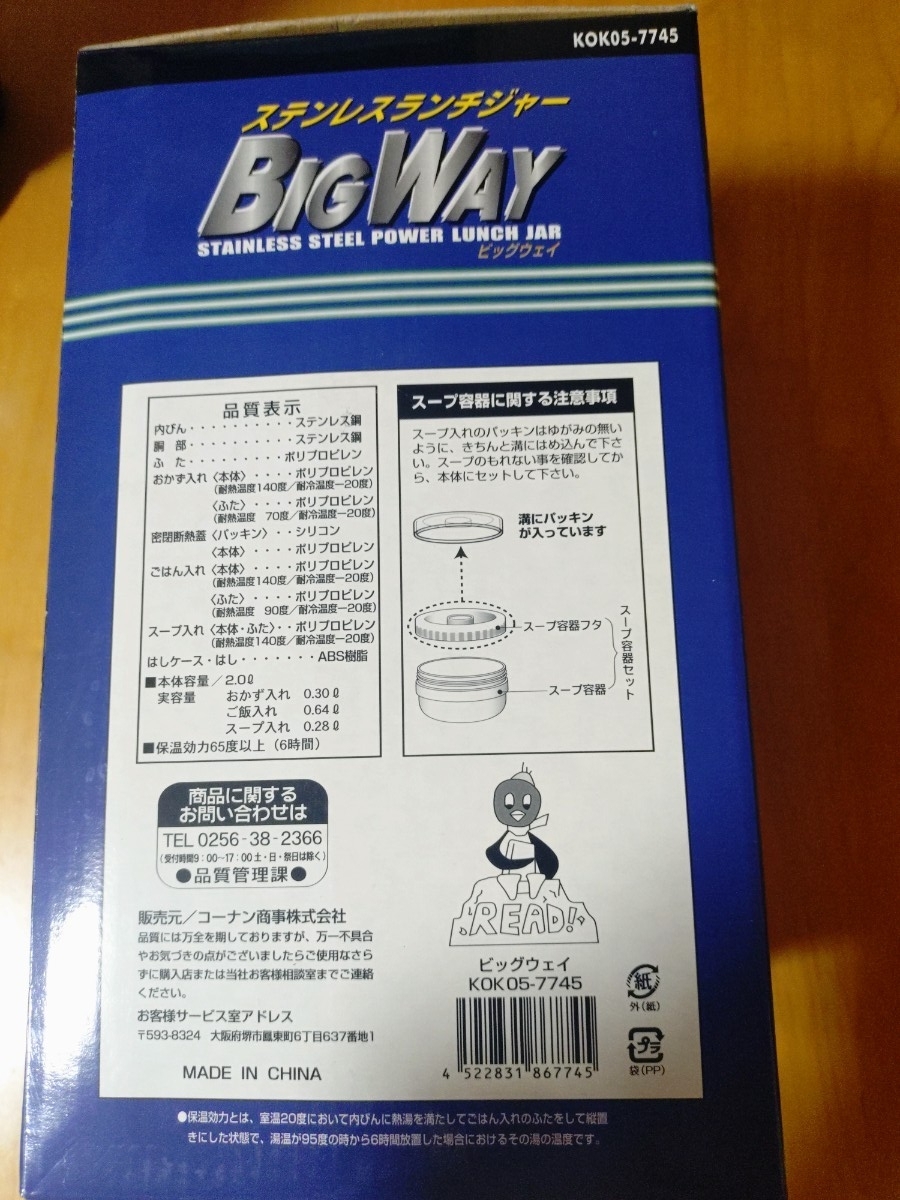 KOK05-7745
ステンレスランチジャー
BIGWAY
STAINLESS STEEL POWER LUNCH JAR
ビッグウェイ
品質表示
内びん・・・・・・・・・・ステンレス鋼
胴 部・・・・・・・・・・ステンレス鋼
ふ た・・・・・・・・・ポリプロピレン
おかず入れ〈本体〉・・・・ポリプロピレン
(耐熱温度140度/耐冷温度−20度)
〈ふた〉・・・・ポリプロピレン
(耐熱温度 70度/耐冷温度−20度)
密閉断熱蓋〈パッキン〉・・シリコン
〈本体〉・・・・ポリプロピレン
ごはん入れ〈本体〉・・・・ポリプロピレン
(耐熱温度140度/耐冷温度−20度)
〈ふた〉・・・・ポリプロピレン
(耐熱温度 90度/耐冷温度−20度)
スープ入れ〈本体・ふた〉・・ポリプロピレン
(耐熱温度140度/耐冷温度−20度)
はしケース・はし・・・・・・・ABS樹脂
■本体容量/2.0ℓ
実容量 おかず入れ 0.30ℓ
ご飯入れ 0.64ℓ
スープ入れ 0.28ℓ
■保温効力65度以上(6時間)
スープ容器に関する注意事項
スープ入れのパッキンはゆがみの無い
ように、きちんと溝にはめ込んで下さ
い。スープのもれない事を確認してか
ら、本体にセットして下さい。
溝にパッキン
が入っています
スープ容器フタ
スープ容器
スープ容器セット
商品に関する
お問い合わせは
TEL 0256-38-2366
(受付時間9:00〜17:00土・日・祭日は除く)
●品質管理課●
販売元/コーナン商事株式会社
品質には万全を期しておりますが、万一不具合
やお気づきの点がございましたらご使用なさら
ずに購入店または当社お客様相談室までご連絡
ください。
お客様サービス室アドレス
〒593-8324 大阪府堺市鳳東町6丁目637番地1
MADE IN CHINA
READ!
ビッグウェイ
KOK05-7745
4 522831 867745
紙
外(紙)
プラ
袋(PP)
●保温効力とは、室温20度において内びんに熱湯を満たしてごはん入れのふたをして縦置
きにした状態で、湯温が95度の時から6時間放置した場合におけるその湯の温度です。